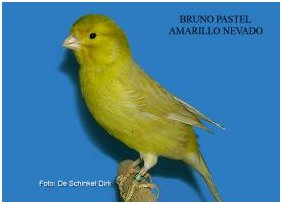 BRUNO PASTEL
AMARILLO NEVADO
Foto: De Schinkel Dirk